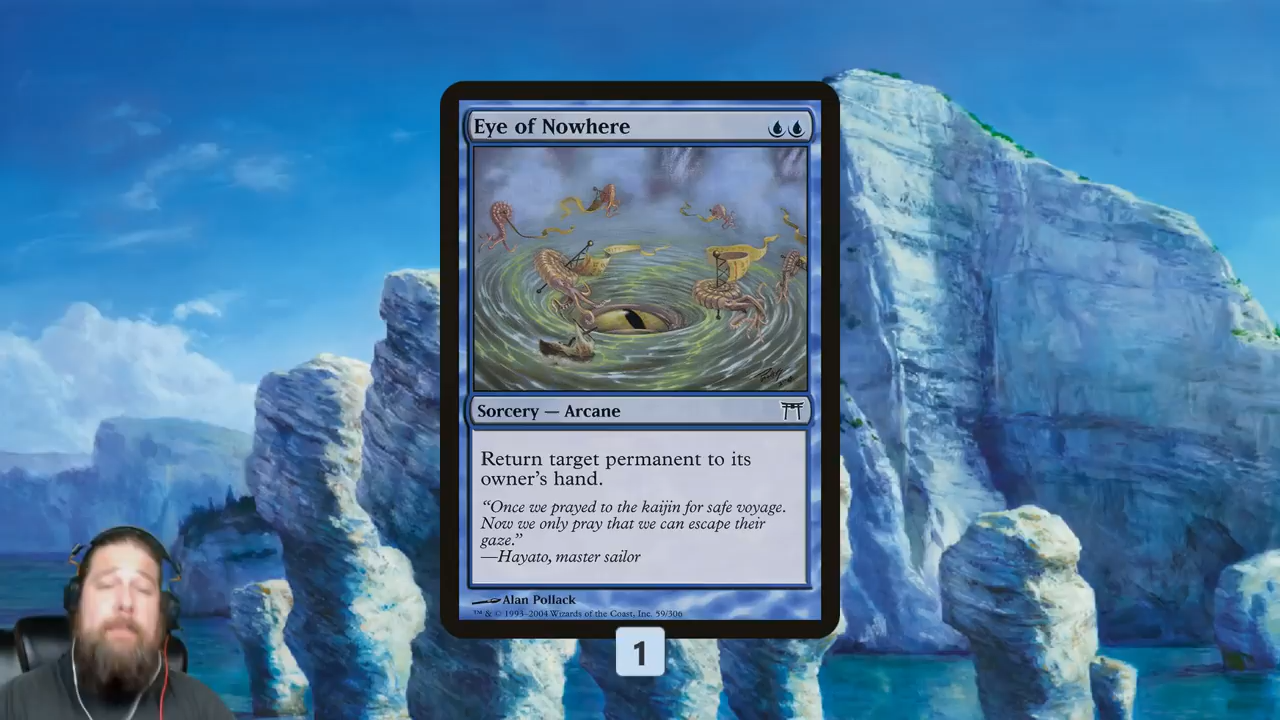 Eye of Nowhere
Sorcery — Arcane
Return target permanent to its
owner's hand.
“Once we prayed to the kaijin for safe voyage.
Now we only pray that we can escape their
gaze.”
—Hayato, master sailor
Alan Pollack
™ & © 1993–2004 Wizards of the Coast, Inc. 59/306
1